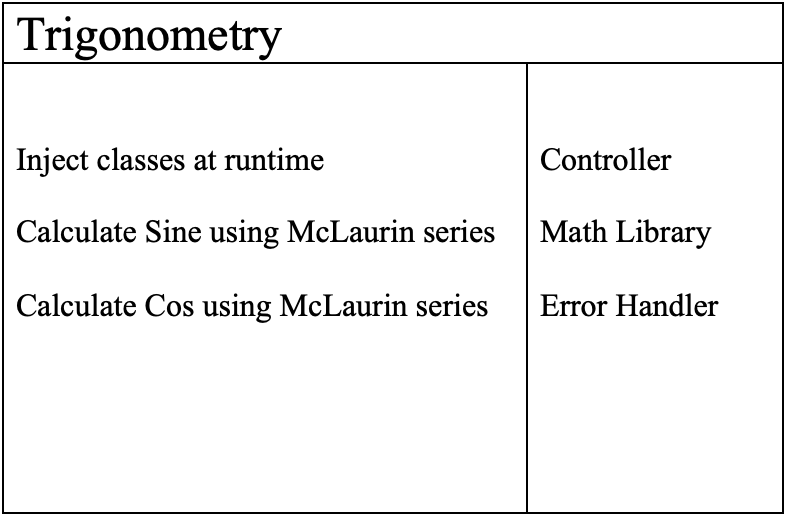 Trigonometry
Inject classes at runtime
Controller
Calculate Sine using McLaurin series
Math Library
Calculate Cos using McLaurin series
Error Handler